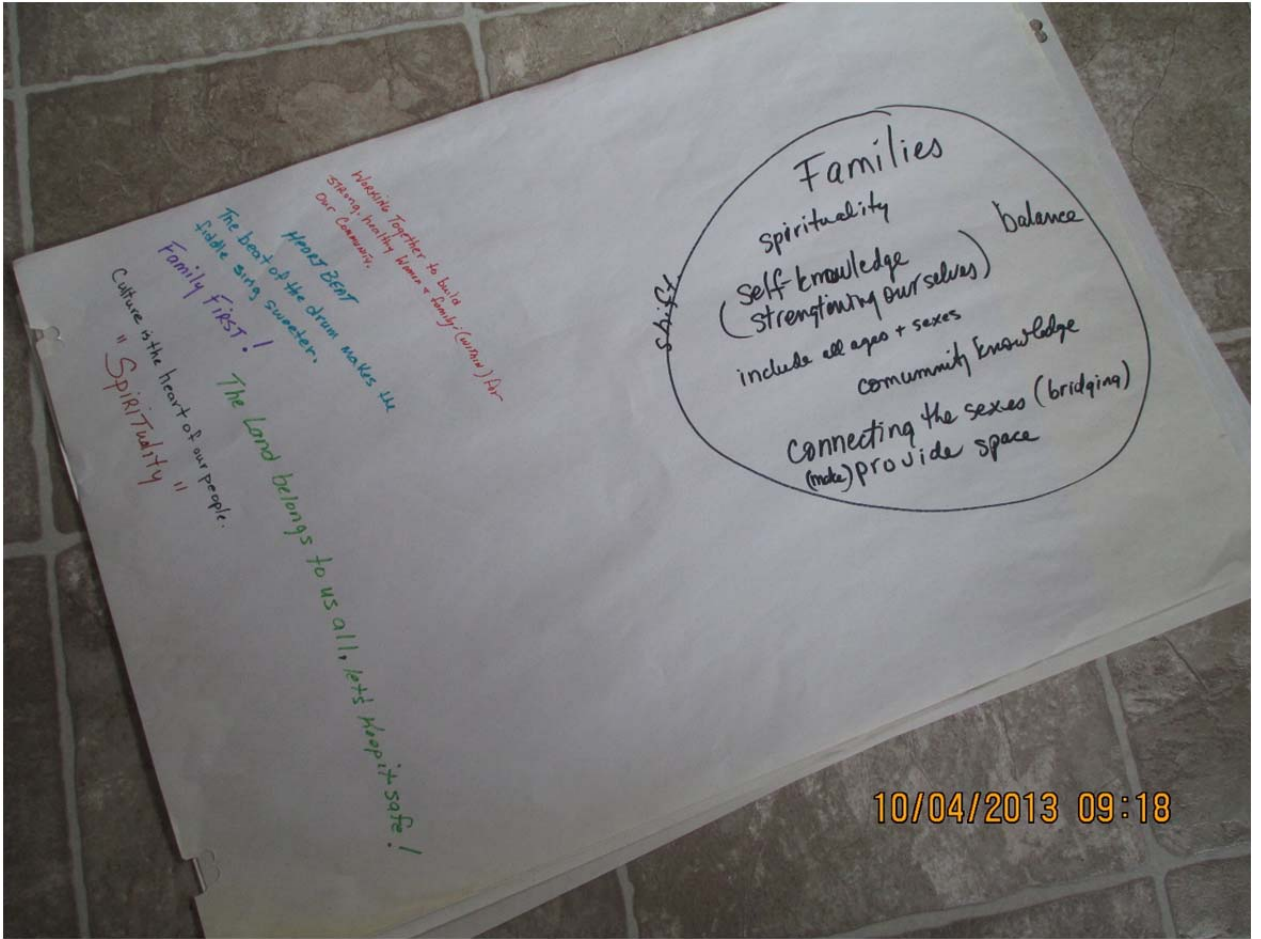 WORKING Together to build
STRONG, healthy Women + family (WITHIN) for
Our Community.
HEART BEAT
The beat of the drum makes the
fiddle sing sweeter.
Family FIRST!
Culture is the heart of our people.
"SPIRITuality"
The Land belongs to us all, let's Keep it safe!
Families
spirituality
balance
self-knowledge
(strengtowing ourselves)
shift
include all ages + sexes
comumnity knowledge
connecting the sexes (bridging)
(make) provide space
10/04/2013 09:18